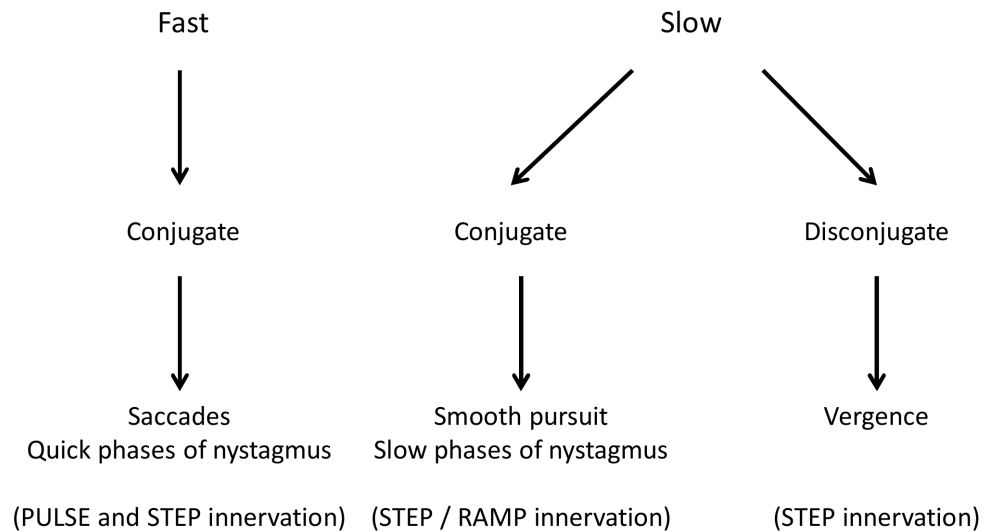 Fast
Slow
Conjugate
Conjugate
Disconjugate
Saccades
Quick phases of nystagmus
Smooth pursuit
Slow phases of nystagmus
Vergence
(PULSE and STEP innervation)
(STEP / RAMP innervation)
(STEP innervation)